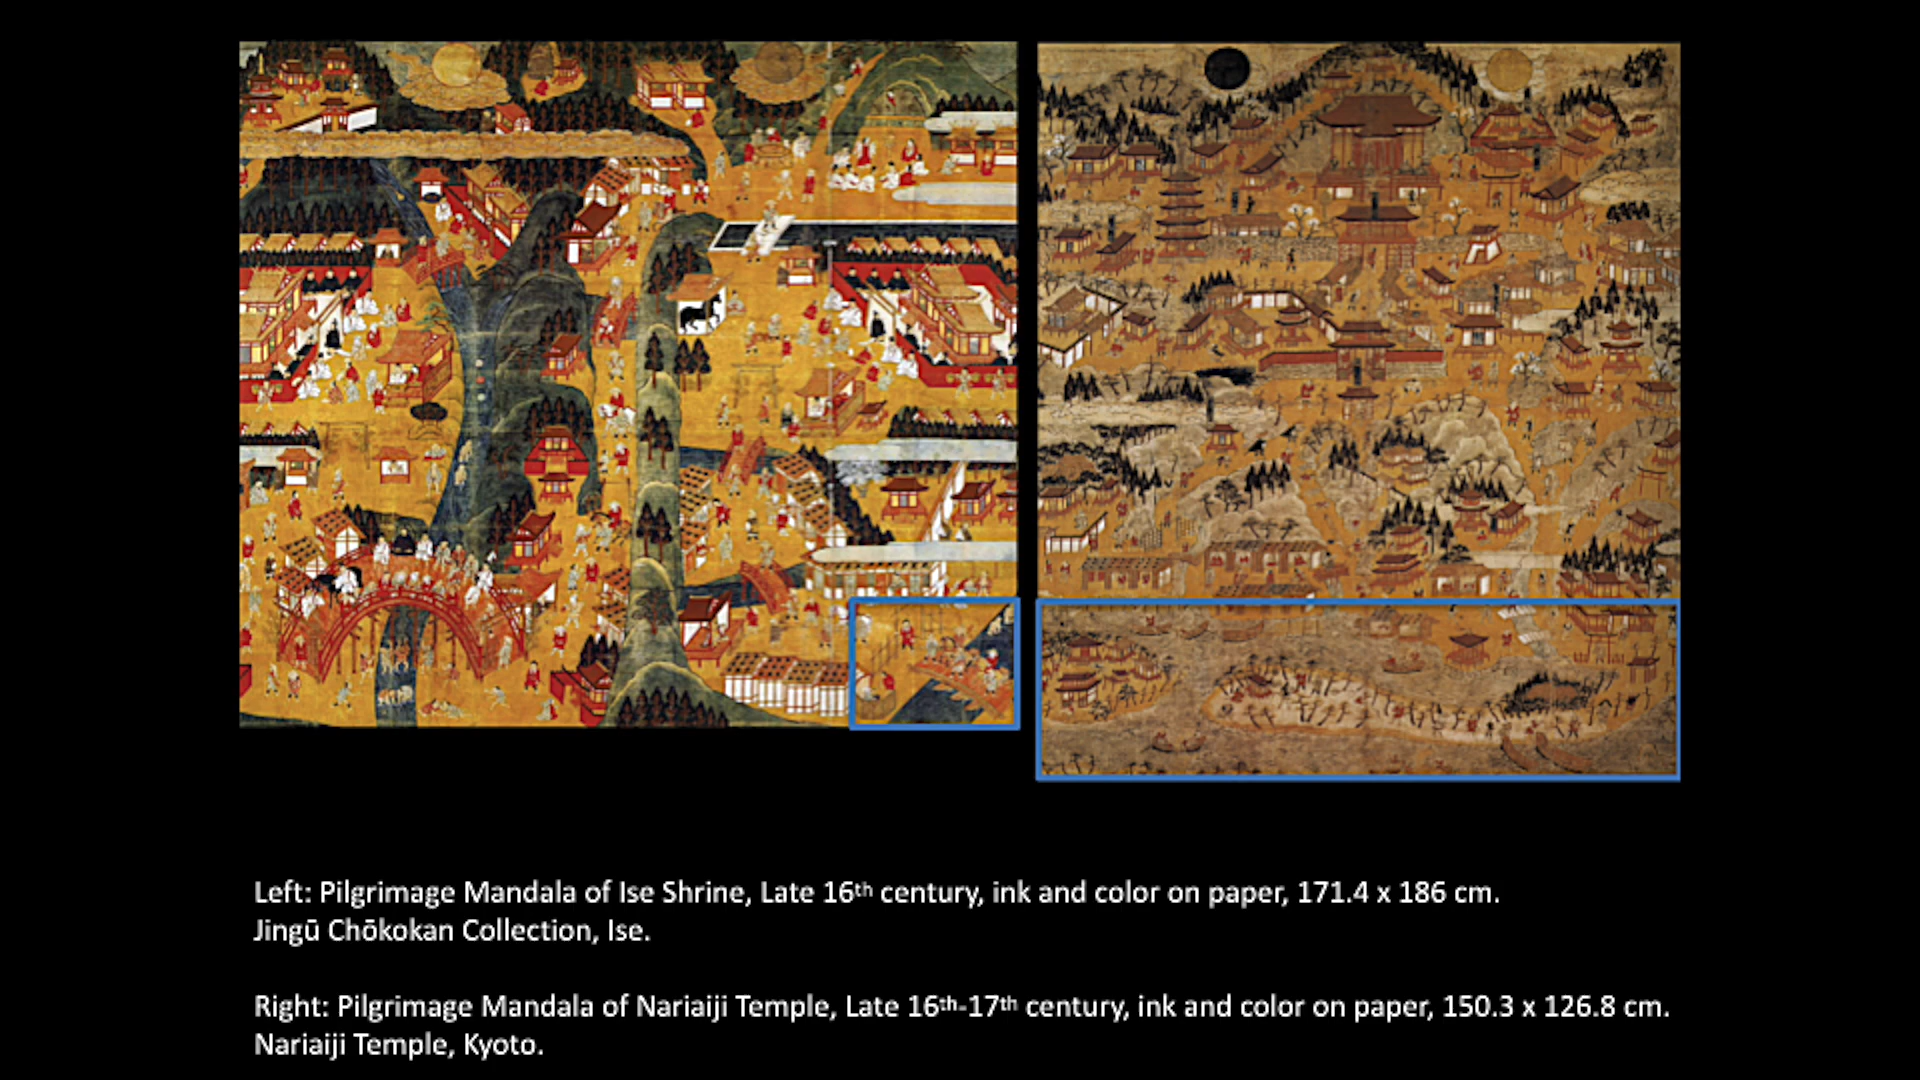 Left: Pilgrimage Mandala of Ise Shrine, Late 16th century, ink and color on paper, 171.4 x 186 cm.
Jingū Chōkokan Collection, Ise.
Right: Pilgrimage Mandala of Nariaiji Temple, Late 16th-17th century, ink and color on paper, 150.3 x 126.8 cm.
Nariaiji Temple, Kyoto.